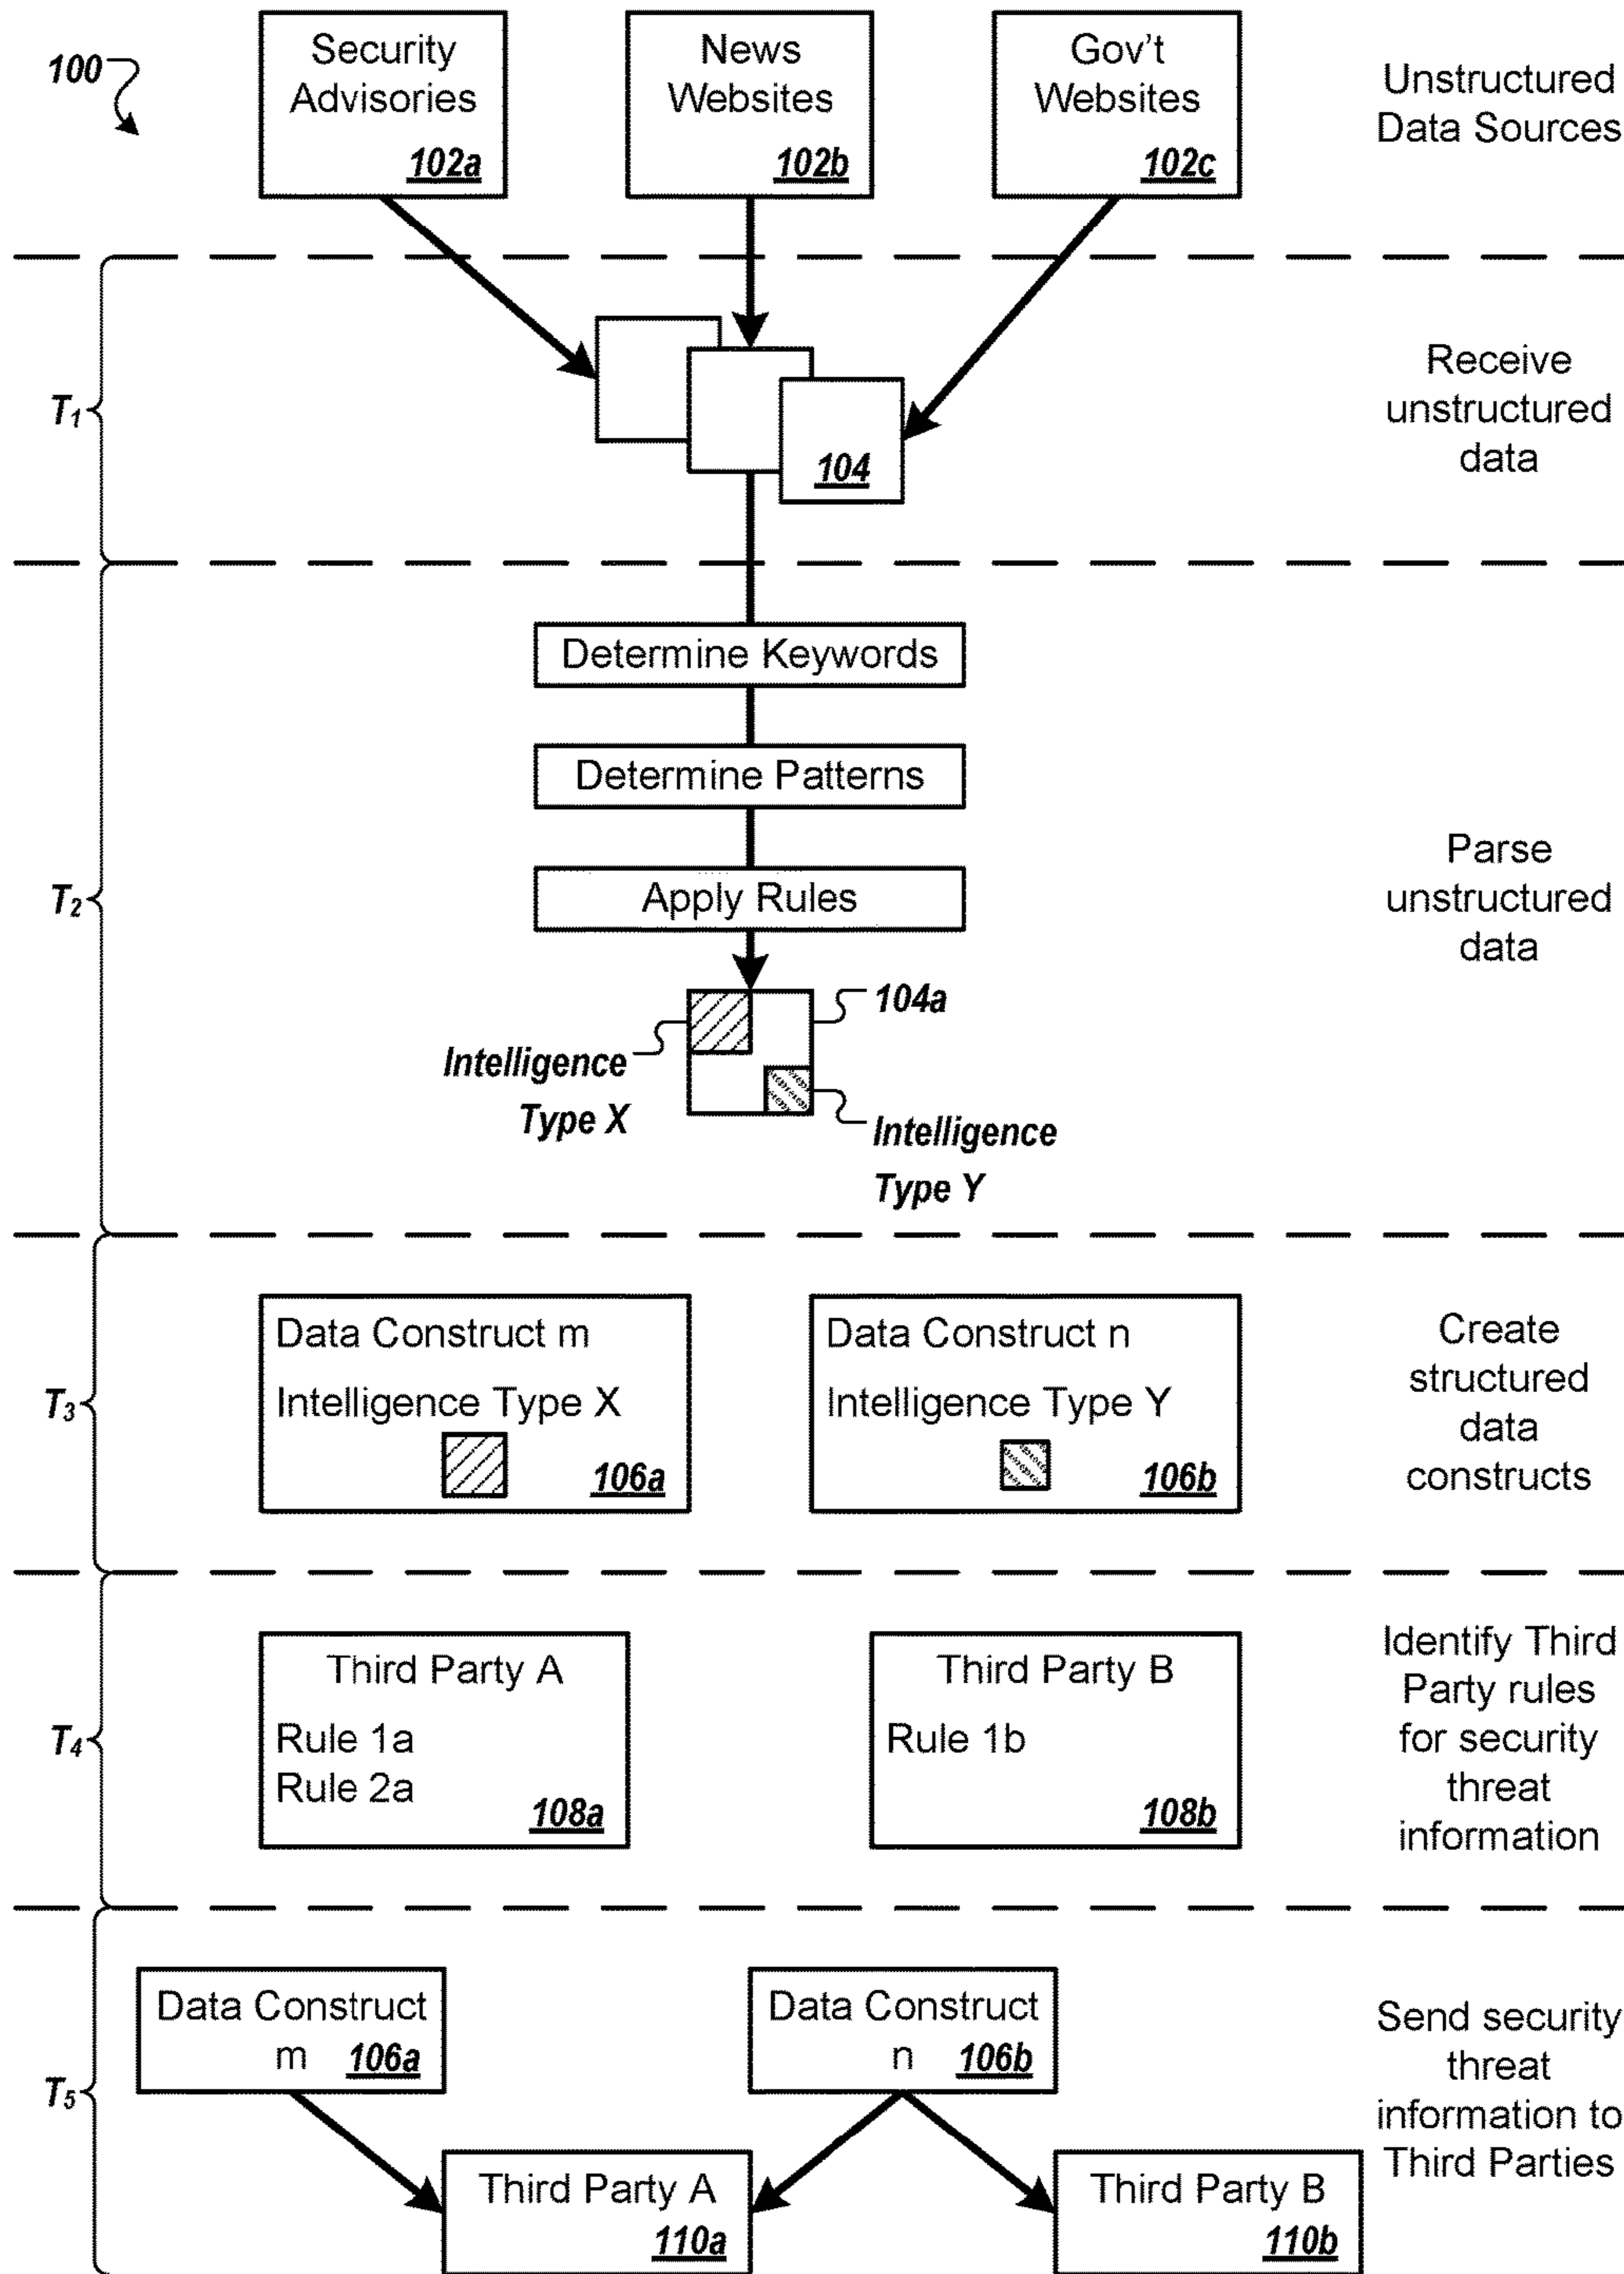 100
Security
Advisories
102a
News
Websites
102b
Gov't
Websites
102c
Unstructured
Data Sources
T1
104
Receive
unstructured
data
T2
Determine Keywords
Determine Patterns
Apply Rules
104a
Intelligence
Type X
Intelligence
Type Y
Parse
unstructured
data
T3
Data Construct m
Intelligence Type X
106a
Data Construct n
Intelligence Type Y
106b
Create
structured
data
constructs
T4
Third Party A
Rule 1a
Rule 2a
108a
Third Party B
Rule 1b
108b
Identify Third
Party rules
for security
threat
information
T5
Data Construct
m 106a
Data Construct
n 106b
Third Party A
110a
Third Party B
110b
Send security
threat
information to
Third Parties